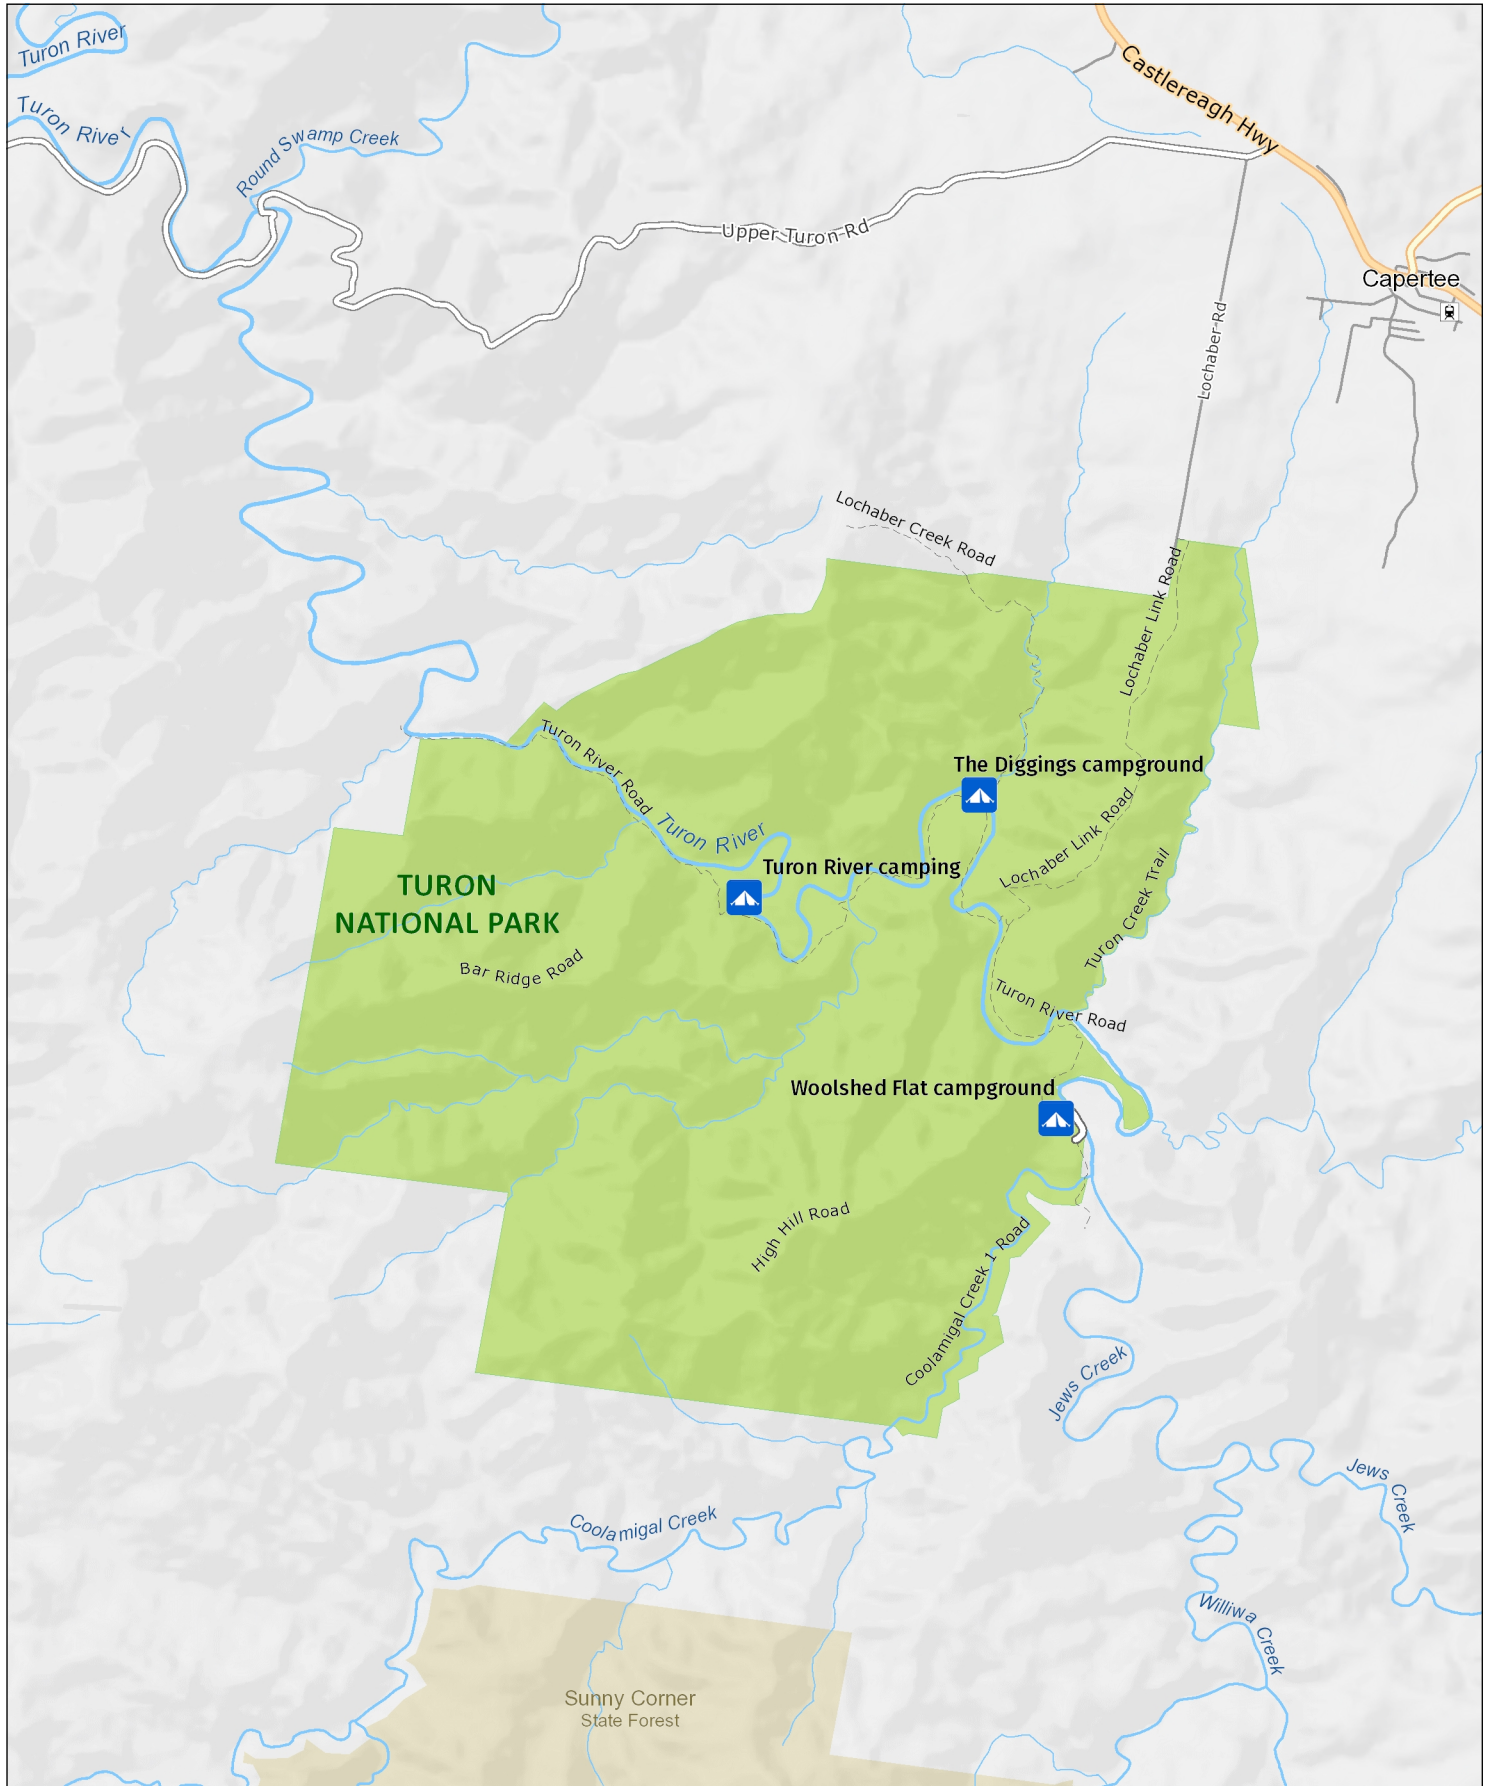 Turon River
Castlereagh Hwy
Turon River
Round Swamp Creek
Upper Turon Rd
Capertee
Lochaber Rd
Lochaber Creek Road
Lochaber Link Road
Turon River Road
The Diggings campground
Lochaber Link Road
Turon River
Turon River camping
TURON
NATIONAL PARK
Turon Creek Trail
Bar Ridge Road
Turon River Road
Woolshed Flat campground
High Hill Road
Coolamigal Creek 1 Road
Jews Creek
Jews Creek
Coolamigal Creek
Williwa Creek
Sunny Corner
State Forest